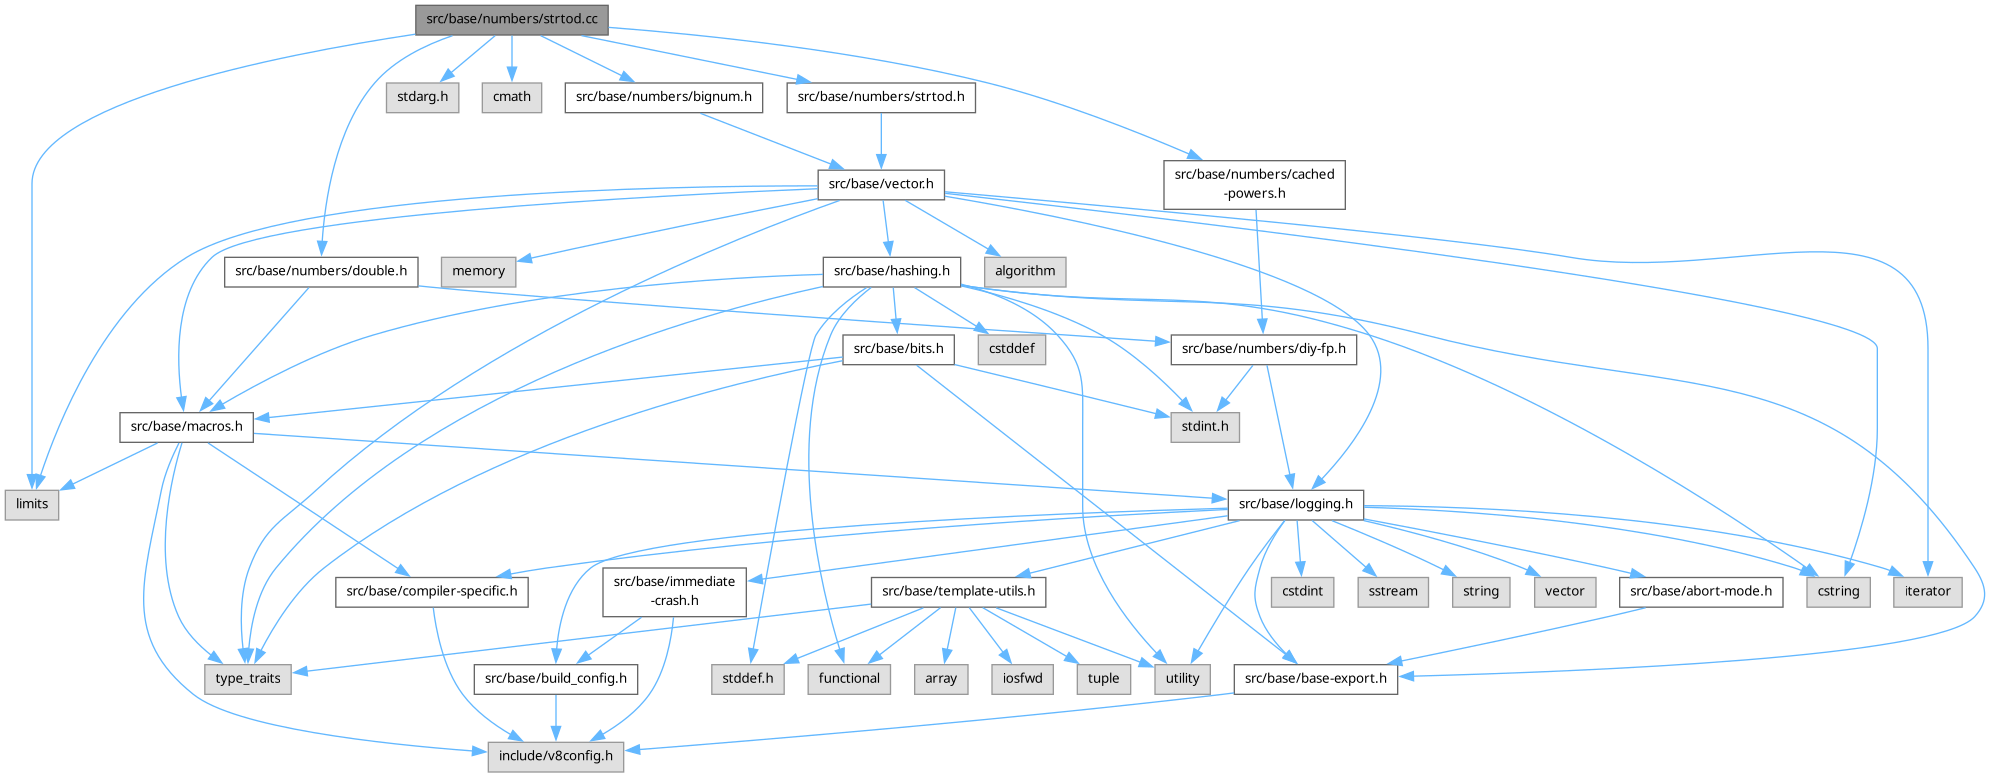 src/base/numbers/strtod.cc
stdarg.h
cmath
src/base/numbers/bignum.h
src/base/numbers/strtod.h
src/base/vector.h
src/base/numbers/cached
-powers.h
src/base/numbers/double.h
memory
src/base/hashing.h
algorithm
src/base/bits.h
cstddef
src/base/numbers/diy-fp.h
src/base/macros.h
stdint.h
limits
src/base/logging.h
src/base/compiler-specific.h
src/base/immediate
-crash.h
src/base/template-utils.h
cstdint
sstream
string
vector
src/base/abort-mode.h
cstring
iterator
type_traits
src/base/build_config.h
stddef.h
functional
array
iosfwd
tuple
utility
src/base/base-export.h
include/v8config.h